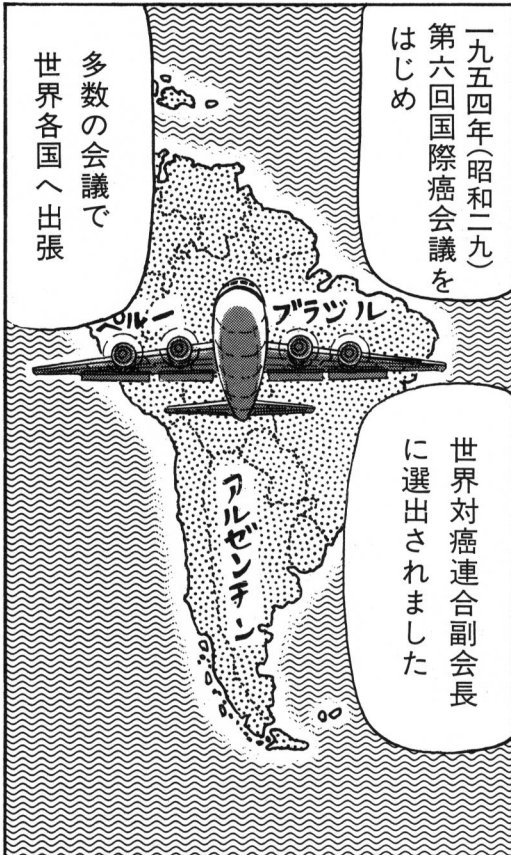 一九五四年(昭和二九)
第六回国際癌会議を
はじめ
多数の会議で
世界各国へ出張
ペルー
ブラジル
アルゼンチン
世界対癌連合副会長
に選出されました